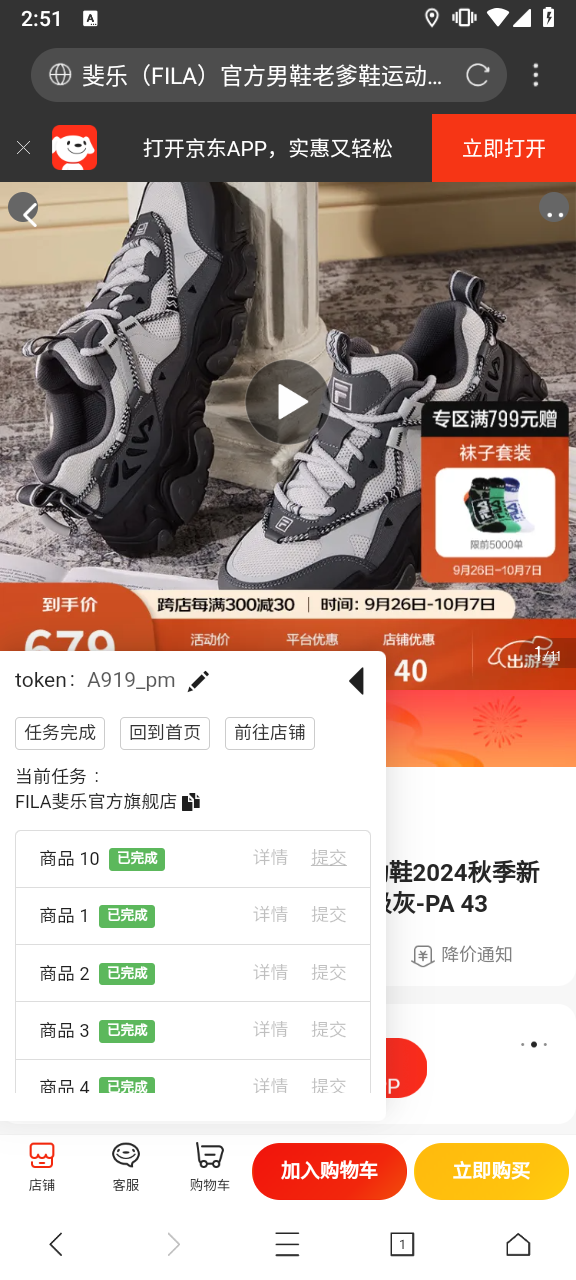 2:51
A
斐乐（FILA）官方男鞋老爹鞋运动...
打开京东APP，实惠又轻松
立即打开
专区满799元赠
袜子套装
限前5000单
9月26日-10月7日
到手价
跨店每满300减30 | 时间：9月26日-10月7日
679
活动价
平台优惠
店铺优惠
40
出游季
1/11
token：A919_pm
任务完成
回到首页
前往店铺
当前任务：
FILA斐乐官方旗舰店
商品 10 已完成 详情 提交
商品 1 已完成 详情 提交
商品 2 已完成 详情 提交
商品 3 已完成 详情 提交
商品 4 已完成 详情 提交
鞋2024秋季新
灰-PA 43
降价通知
P
店铺
客服
购物车
加入购物车
立即购买
1